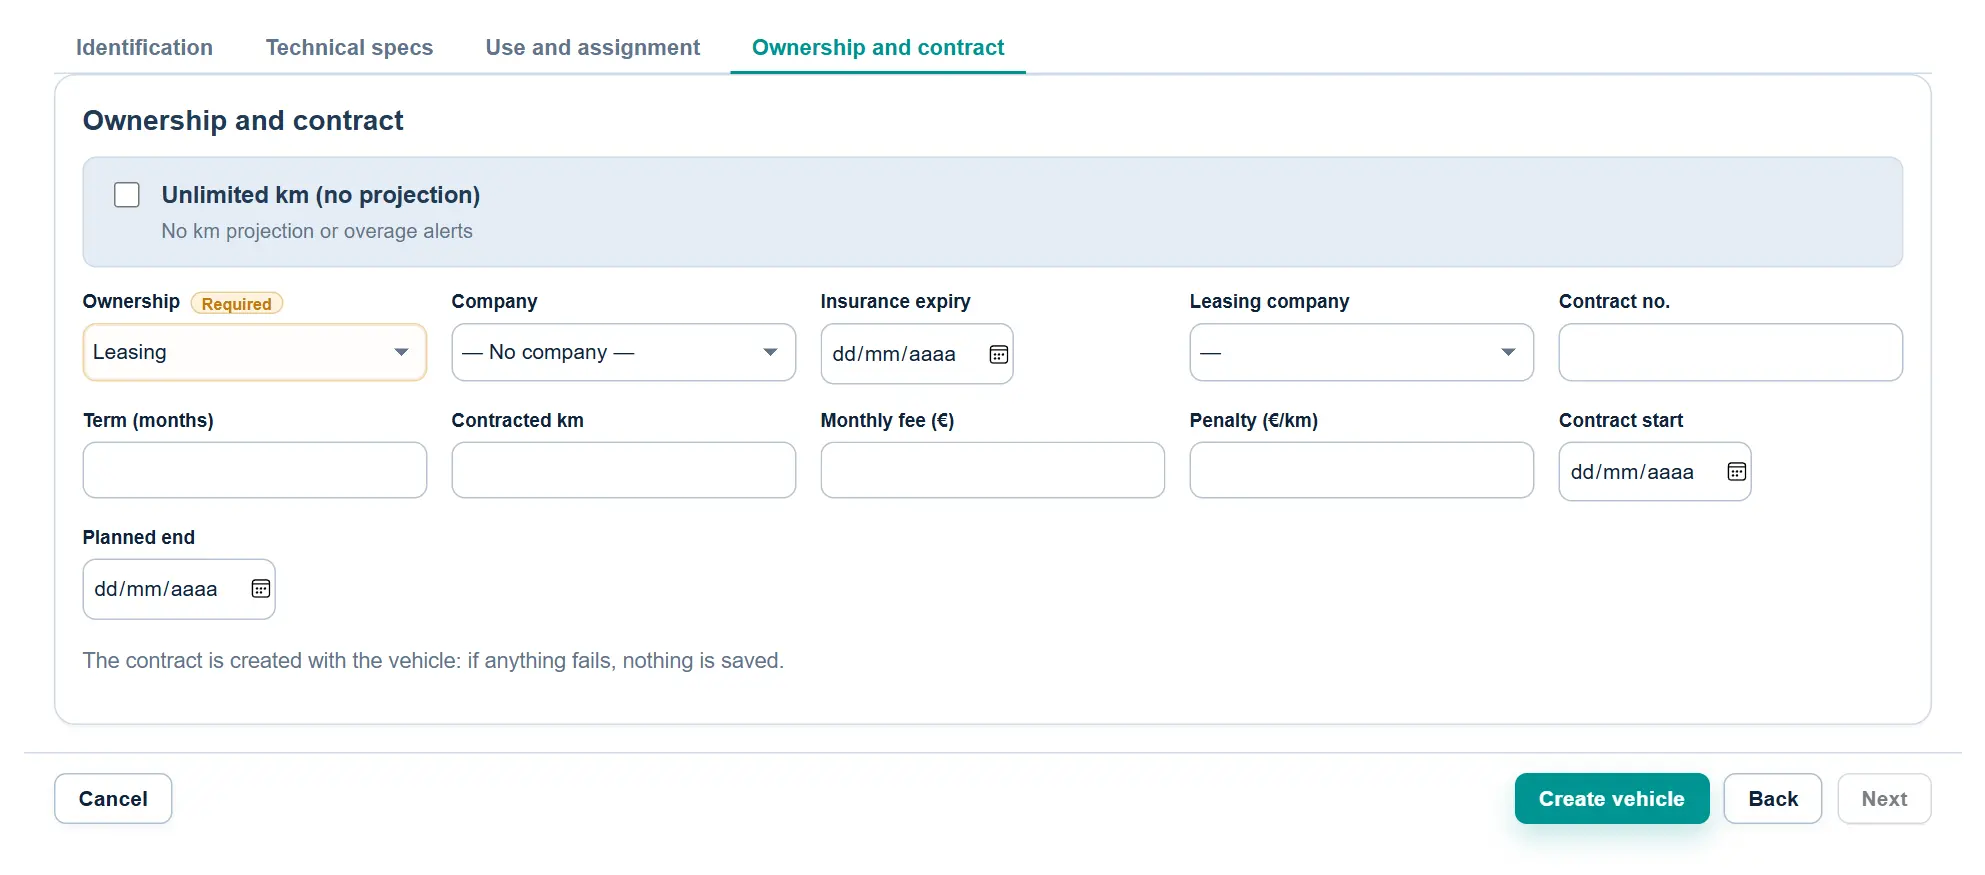 Identification Technical specs Use and assignment Ownership and contract
Ownership and contract
Unlimited km (no projection)
No km projection or overage alerts
Ownership Required Company Insurance expiry Leasing company Contract no.
Leasing — No company — dd/mm/aaaa —
Term (months) Contracted km Monthly fee (€) Penalty (€/km) Contract start
dd/mm/aaaa
Planned end
dd/mm/aaaa
The contract is created with the vehicle: if anything fails, nothing is saved.
Cancel Create vehicle Back Next